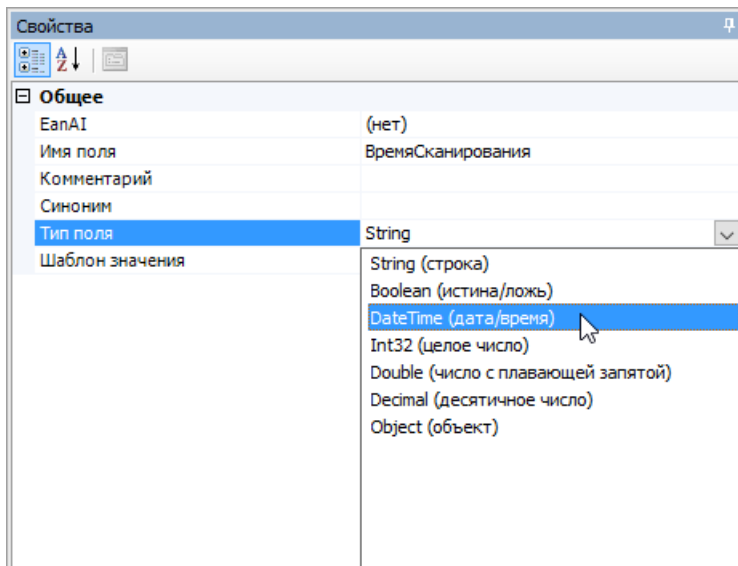 Свойства
Общее
EanAI (нет)
Имя поля ВремяСканирования
Комментарий
Синоним
Тип поля String
Шаблон значения
String (строка)
Boolean (истина/ложь)
DateTime (дата/время)
Int32 (целое число)
Double (число с плавающей запятой)
Decimal (десятичное число)
Object (объект)